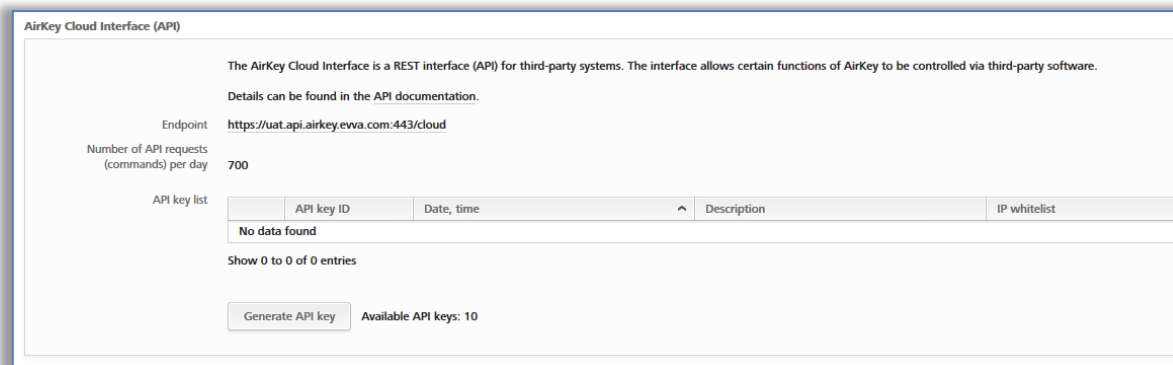 AirKey Cloud Interface (API)
The AirKey Cloud Interface is a REST interface (API) for third-party systems. The interface allows certain functions of AirKey to be controlled via third-party software.
Details can be found in the API documentation.
Endpoint https://uat.api.airkey.evva.com:443/cloud
Number of API requests
(commands) per day 700
API key list
API key ID Date, time Description IP whitelist
No data found
Show 0 to 0 of 0 entries
Generate API key Available API keys: 10